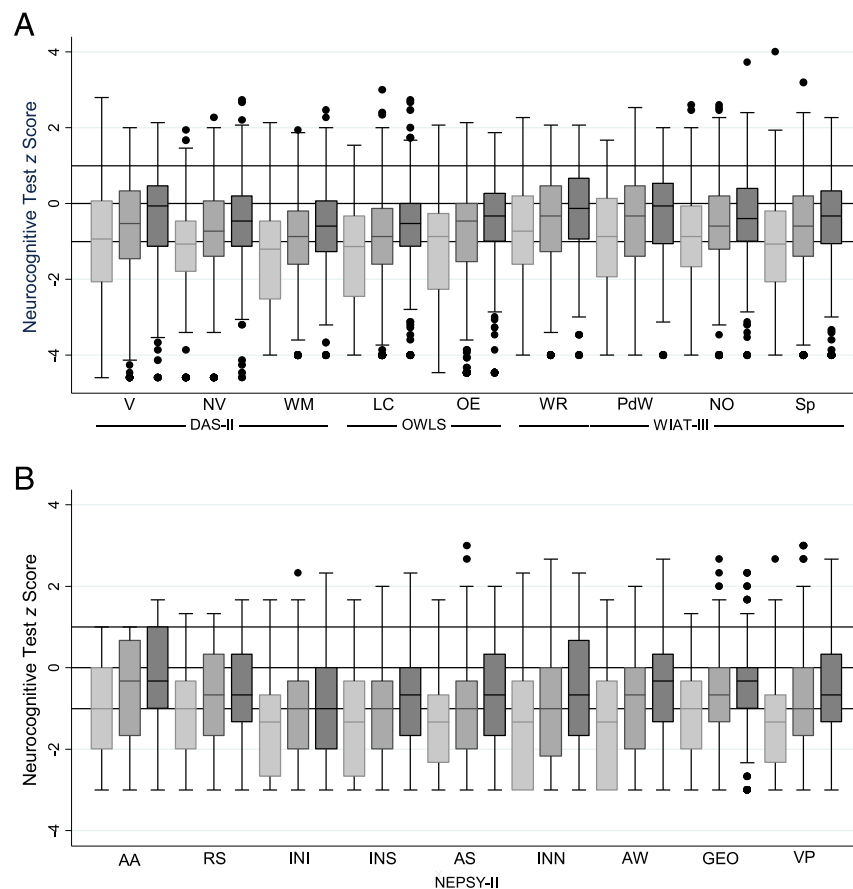 A
Neurocognitive Test z Score
4
2
0
-2
-4
V NV WM LC OE WR PdW NO Sp
DAS-II OWLS WIAT-III
B
Neurocognitive Test z Score
4
2
0
-2
-4
AA RS INI INS AS INN AW GEO VP
NEPSY-II